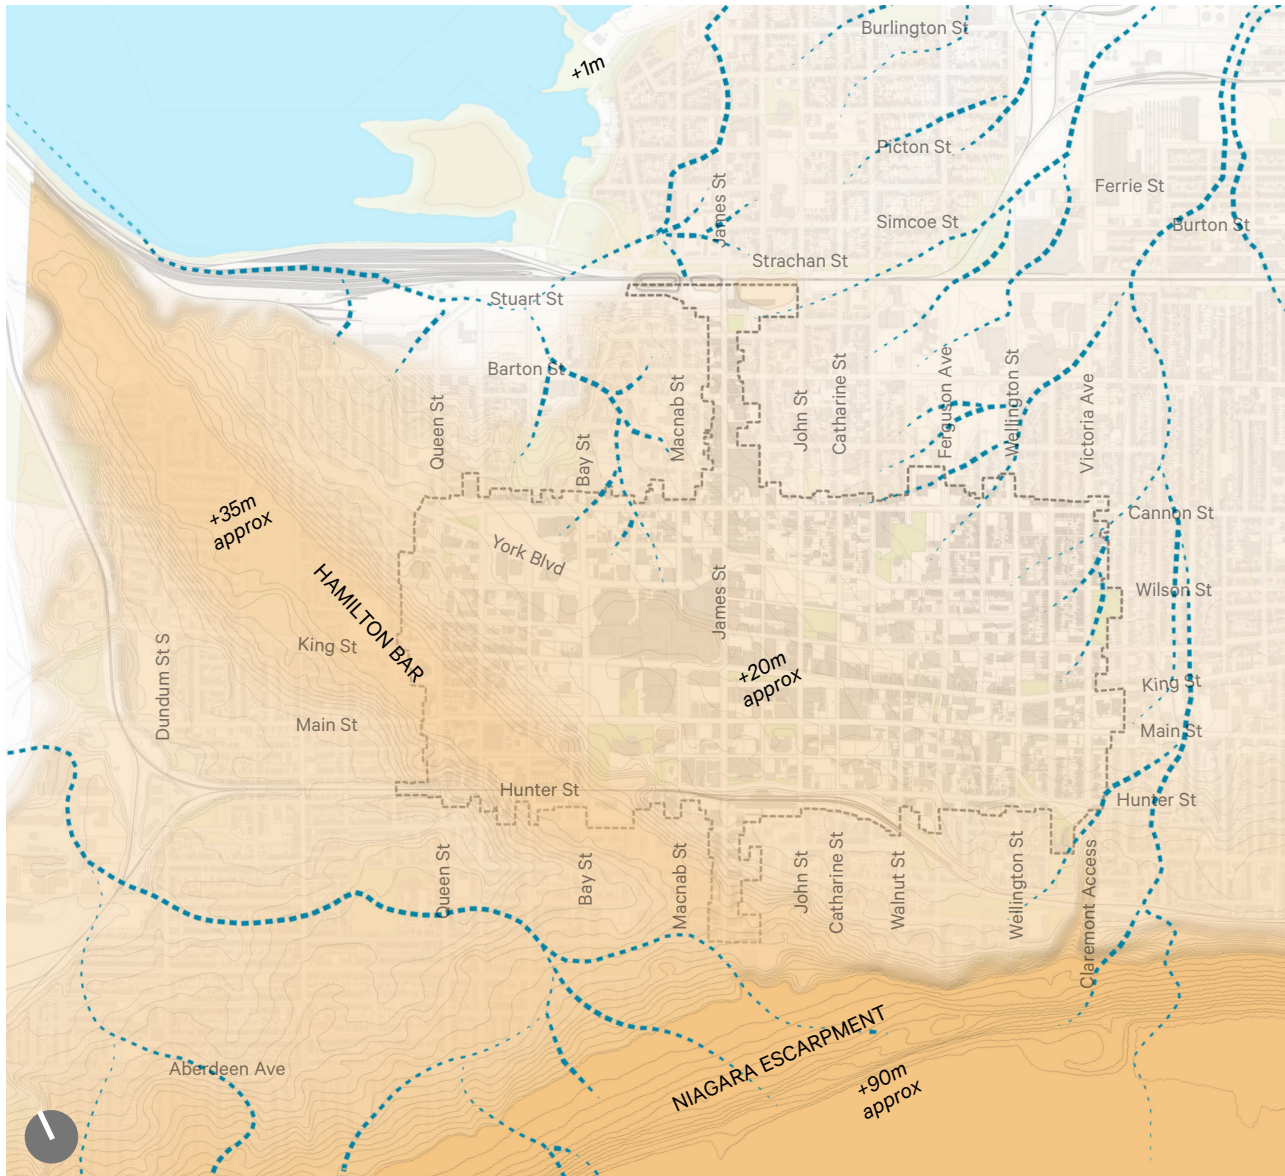 Burlington St
+1m
Picton St
Ferrie St
James St
Simcoe St
Burton St
Strachan St
Stuart St
Barton St
Queen St
Bay St
Macnab St
John St
Catharine St
Ferguson Ave
Wellington St
Victoria Ave
+35m
approx
Cannon St
York Blvd
HAMILTON BAR
James St
Wilson St
King St
Dundum St S
+20m
approx
King St
Main St
Main St
Hunter St
Hunter St
Queen St
Bay St
Macnab St
John St
Catharine St
Walnut St
Wellington St
Claremont Access
NIAGARA ESCARPMENT
Aberdeen Ave
+90m
approx